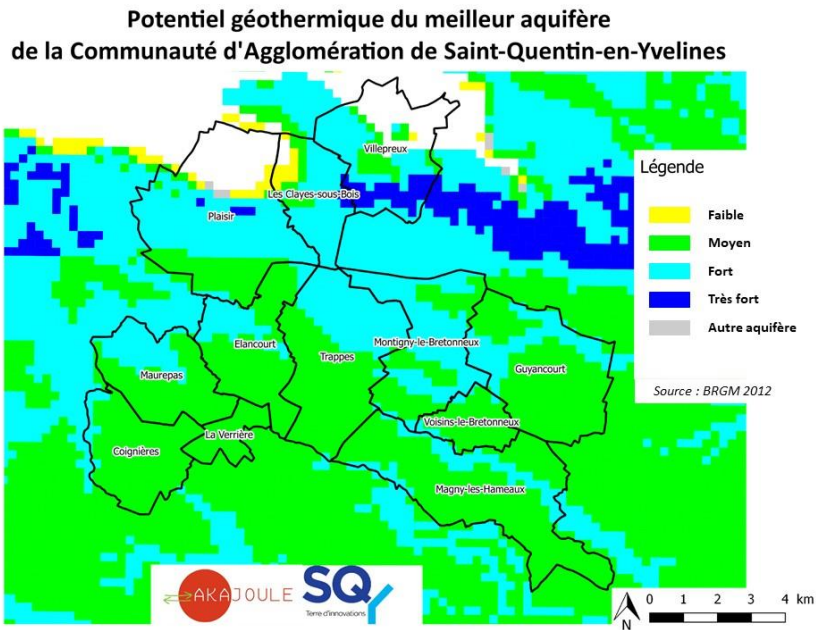 Potentiel géothermique du meilleur aquifère
de la Communauté d'Agglomération de Saint-Quentin-en-Yvelines
Villepreux
Les Clayes-sous-Bois
Plaisir
Légende
Faible
Moyen
Fort
Très fort
Autre aquifère
Source : BRGM 2012
Elancourt
Trappes
Montigny-le-Bretonneux
Maurepas
Guyancourt
Coignières
La Verrière
Voisins-le-Bretonneux
Magny-les-Hameaux
AKAJOULE
SQY
Terre d'innovations
N
0 1 2 3 4 km